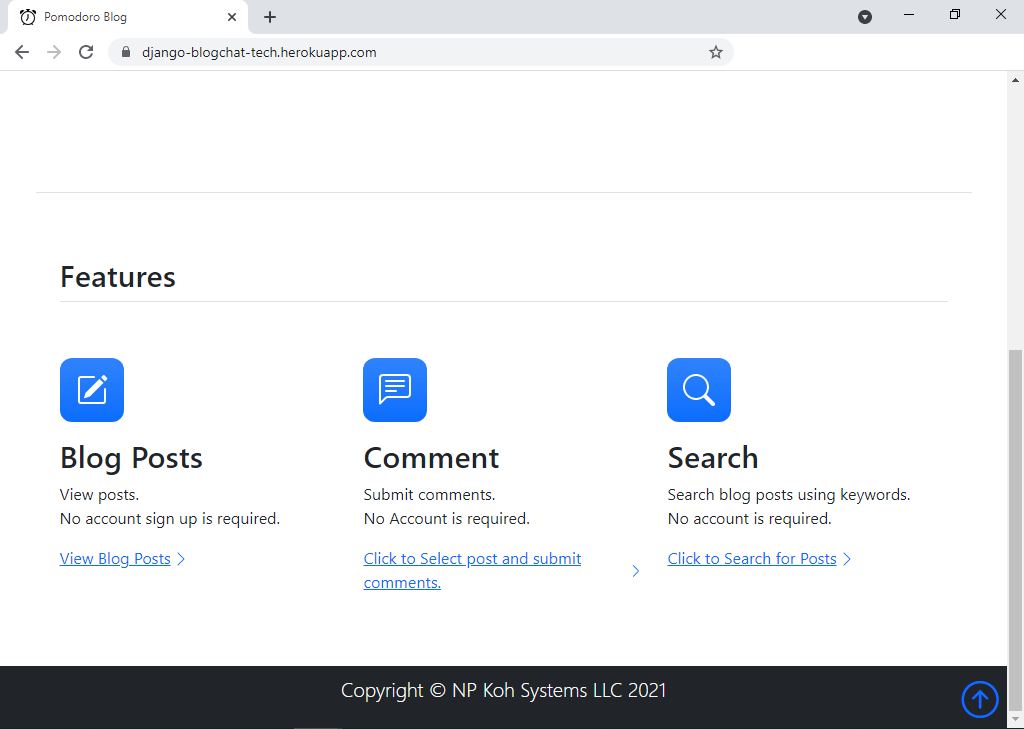 Pomodoro Blog
django-blogchat-tech.herokuapp.com
Features
Blog Posts
View posts.
No account sign up is required.
View Blog Posts
Comment
Submit comments.
No Account is required.
Click to Select post and submit
comments.
Search
Search blog posts using keywords.
No account is required.
Click to Search for Posts
Copyright © NP Koh Systems LLC 2021